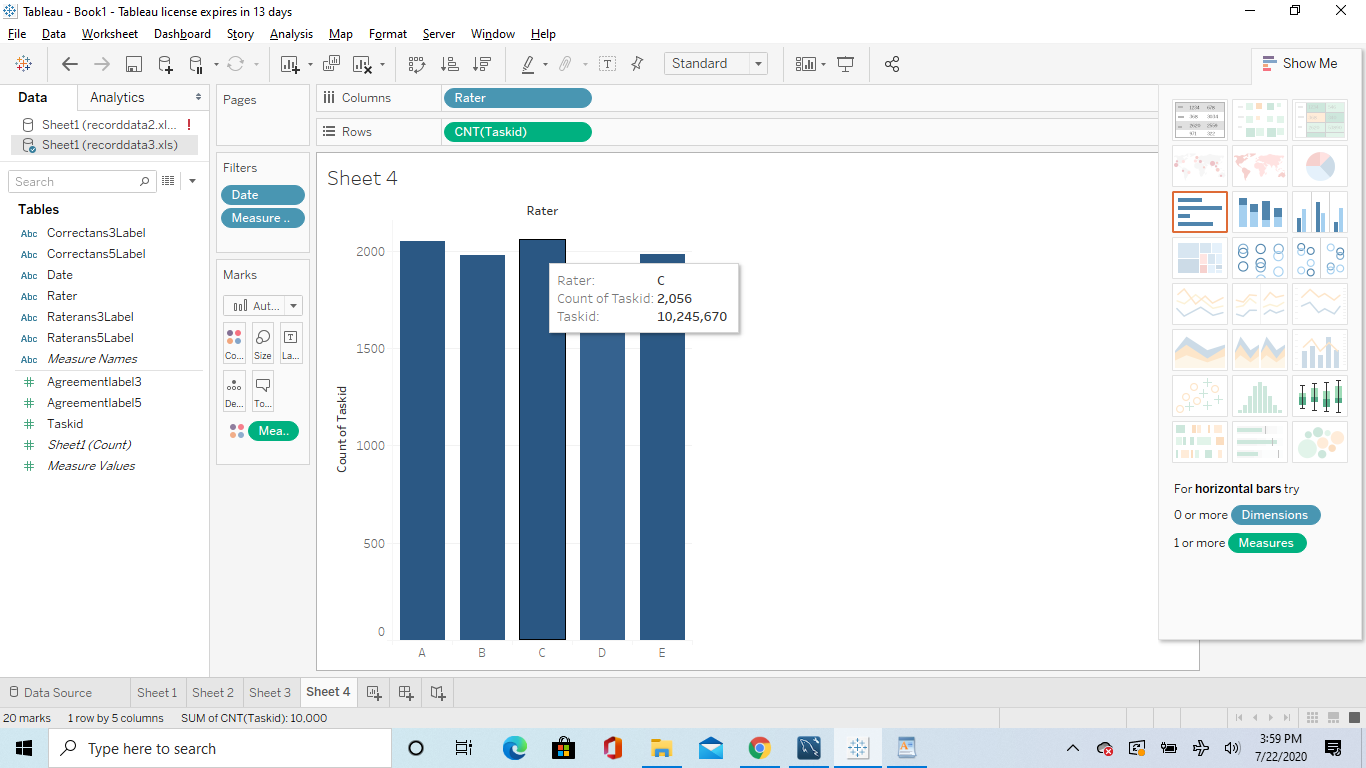 Tableau - Book1 - Tableau license expires in 13 days
File Data Worksheet Dashboard Story Analysis Map Format Server Window Help
Standard
Show Me
Data Analytics
Sheet1 (recorddata2.xl... !
Sheet1 (recorddata3.xls)
Search
Tables
Abc Correctans3Label
Abc Correctans5Label
Abc Date
Abc Rater
Abc Raterans3Label
Abc Raterans5Label
Abc Measure Names
# Agreementlabel3
# Agreementlabel5
# Taskid
# Sheet1 (Count)
# Measure Values
Pages
Filters
Date
Measure ..
Marks
Aut...
Co... Size La...
De... To...
Mea..
Columns Rater
Rows CNT(Taskid)
Sheet 4
Rater
Count of Taskid
2000
1500
1000
500
0
A B C D E
Rater: C
Count of Taskid: 2,056
Taskid: 10,245,670
For horizontal bars try
0 or more Dimensions
1 or more Measures
Data Source Sheet 1 Sheet 2 Sheet 3 Sheet 4
20 marks 1 row by 5 columns SUM of CNT(Taskid): 10,000
Type here to search
3:59 PM
7/22/2020